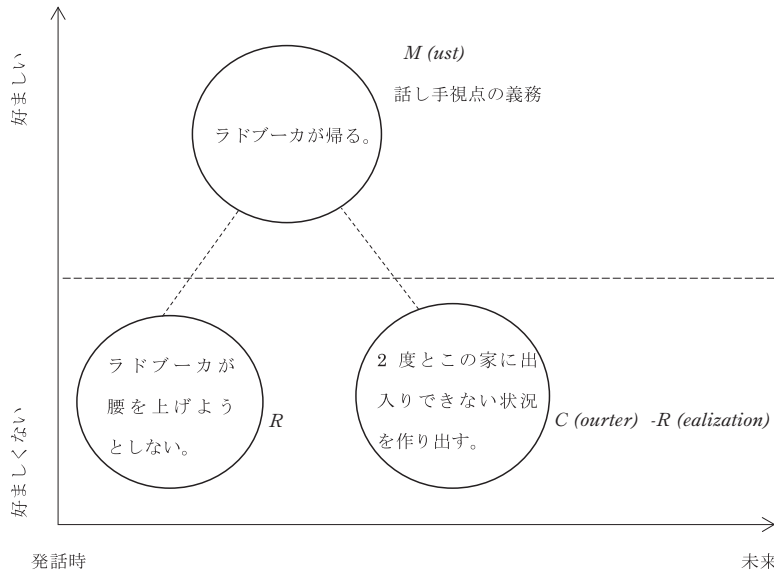 M (ust)
好ましい
話し手視点の義務
ラドブーカが帰る。
ラドブーカが
腰を上げよう
としない。
R
2 度とこの家に出
入りできない状況
を作り出す。
C (ourter) -R (ealization)
好ましくない
発話時
未来